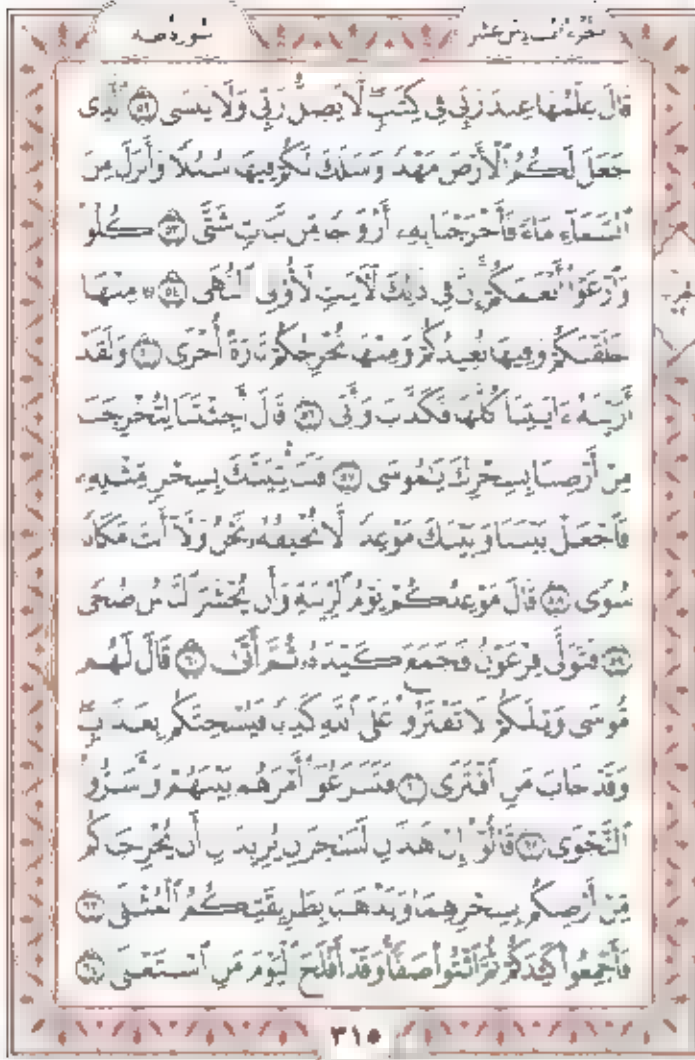 سورة طه
الجزء السادس عشر
قَالَ عِلْمُهَا عِندَ رَبِّي فِي كِتَٰبٍ لَّا يَضِلُّ رَبِّي وَلَا يَنسَى ٥٢ ٱلَّذِى
جَعَلَ لَكُمُ ٱلْأَرْضَ مَهْدًا وَسَلَكَ لَكُمْ فِيهَا سُبُلًا وَأَنزَلَ مِنَ
ٱلسَّمَآءِ مَآءً فَأَخْرَجْنَا بِهِۦٓ أَزْوَٰجًا مِّن نَّبَاتٍ شَتَّىٰ ٥٣ كُلُوا۟
وَٱرْعَوْا۟ أَنْعَٰمَكُمْ إِنَّ فِى ذَٰلِكَ لَـَٔايَٰتٍ لِّأُو۟لِى ٱلنُّهَىٰ ٥٤ ۞ مِنْهَا
خَلَقْنَٰكُمْ وَفِيهَا نُعِيدُكُمْ وَمِنْهَا نُخْرِجُكُمْ تَارَةً أُخْرَىٰ ٥٥ وَلَقَدْ
أَرَيْنَٰهُ ءَايَٰتِنَا كُلَّهَا فَكَذَّبَ وَأَبَىٰ ٥٦ قَالَ أَجِئْتَنَا لِتُخْرِجَنَا
مِنْ أَرْضِنَا بِسِحْرِكَ يَٰمُوسَىٰ ٥٧ فَلَنَأْتِيَنَّكَ بِسِحْرٍ مِّثْلِهِۦ
فَٱجْعَلْ بَيْنَنَا وَبَيْنَكَ مَوْعِدًا لَّا نُخْلِفُهُۥ نَحْنُ وَلَآ أَنتَ مَكَانًا
سُوًى ٥٨ قَالَ مَوْعِدُكُمْ يَوْمُ ٱلزِّينَةِ وَأَن يُحْشَرَ ٱلنَّاسُ ضُحًى
٥٩ فَتَوَلَّىٰ فِرْعَوْنُ فَجَمَعَ كَيْدَهُۥ ثُمَّ أَتَىٰ ٦٠ قَالَ لَهُم
مُّوسَىٰ وَيْلَكُمْ لَا تَفْتَرُوا۟ عَلَى ٱللَّهِ كَذِبًا فَيُسْحِتَكُم بِعَذَابٍ
وَقَدْ خَابَ مَنِ ٱفْتَرَىٰ ٦١ فَتَنَٰزَعُوٓا۟ أَمْرَهُم بَيْنَهُمْ وَأَسَرُّوا۟
ٱلنَّجْوَىٰ ٦٢ قَالُوٓا۟ إِنْ هَٰذَٰنِ لَسَٰحِرَٰنِ يُرِيدَانِ أَن يُخْرِجَاكُم
مِّنْ أَرْضِكُم بِسِحْرِهِمَا وَيَذْهَبَا بِطَرِيقَتِكُمُ ٱلْمُثْلَىٰ ٦٣
فَأَجْمِعُوا۟ كَيْدَكُمْ ثُمَّ ٱئْتُوا۟ صَفًّا وَقَدْ أَفْلَحَ ٱلْيَوْمَ مَنِ ٱسْتَعْلَىٰ ٦٤
٣١٥